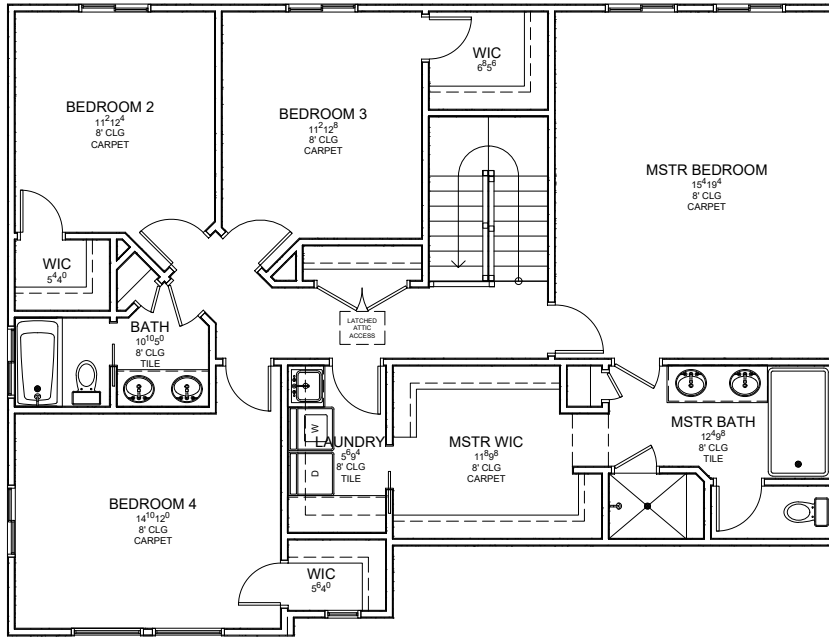 WIC
6⁸5⁶
BEDROOM 2
11²12⁴
8' CLG
CARPET
BEDROOM 3
11²12⁸
8' CLG
CARPET
MSTR BEDROOM
15⁴19⁴
8' CLG
CARPET
WIC
5⁴4⁰
BATH
10¹⁰5⁰
8' CLG
TILE
LATCHED
ATTIC
ACCESS
W
D
LAUNDRY
5⁶9⁴
8' CLG
TILE
MSTR WIC
11⁸9⁸
8' CLG
CARPET
MSTR BATH
12⁴9⁸
8' CLG
TILE
BEDROOM 4
14¹⁰12⁰
8' CLG
CARPET
WIC
5⁶4⁰